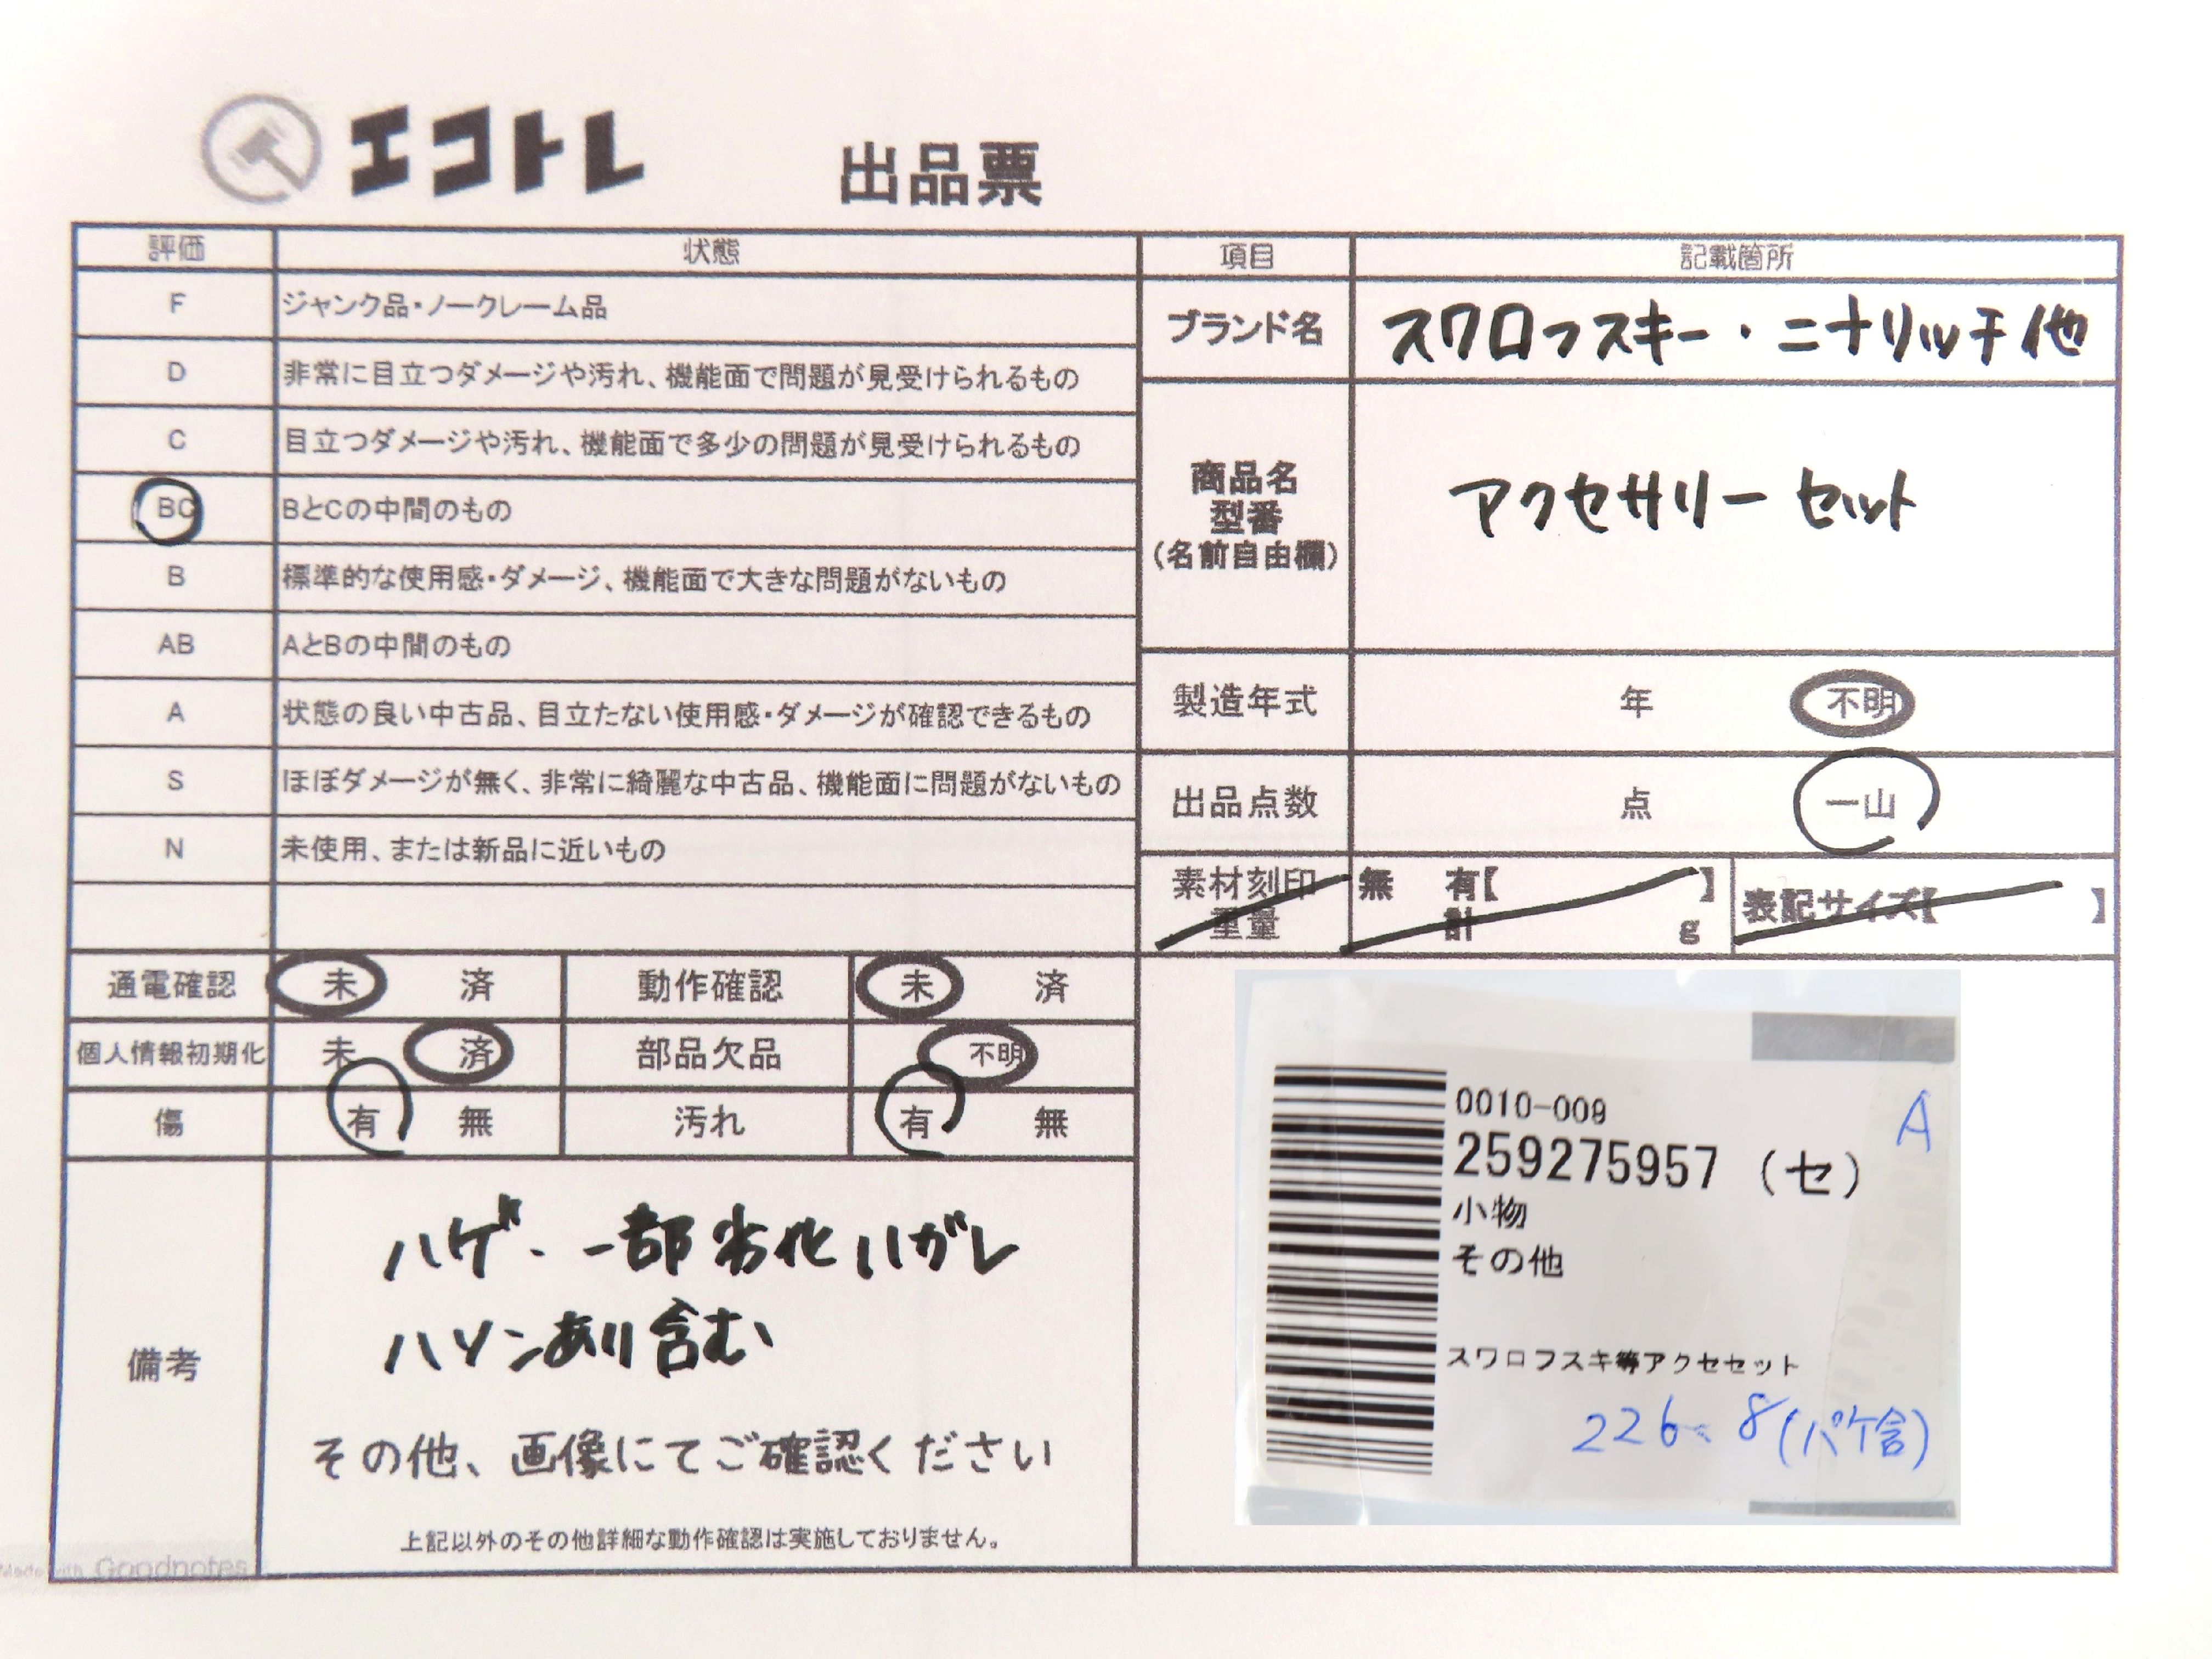 エコトレ 出品票
評価 状態
F ジャンク品・ノークレーム品
D 非常に目立つダメージや汚れ、機能面で問題が見受けられるもの
C 目立つダメージや汚れ、機能面で多少の問題が見受けられるもの
BC BとCの中間のもの
B 標準的な使用感・ダメージ、機能面で大きな問題がないもの
AB AとBの中間のもの
A 状態の良い中古品、目立たない使用感・ダメージが確認できるもの
S ほぼダメージが無く、非常に綺麗な中古品、機能面に問題がないもの
N 未使用、または新品に近いもの
項目 記載箇所
ブランド名 スワロフスキー・ニナリッチ他
商品名
型番
(名前自由欄)
アクセサリーセット
製造年式 年 不明
出品点数 点 一山
素材刻印 無 有【 】
重量 計 g
表記サイズ【 】
通電確認 未 済 動作確認 未 済
個人情報初期化 未 済 部品欠品 不明
傷 有 無 汚れ 有 無
備考
ハゲ・一部劣化ハガレ
ハソンあり含む
その他、画像にてご確認ください
上記以外のその他詳細な動作確認は実施しておりません。
0010-009
A
259275957 (セ)
小物
その他
スワロフスキ等アクセセット
226.8(パケ含)
Made with Goodnotes